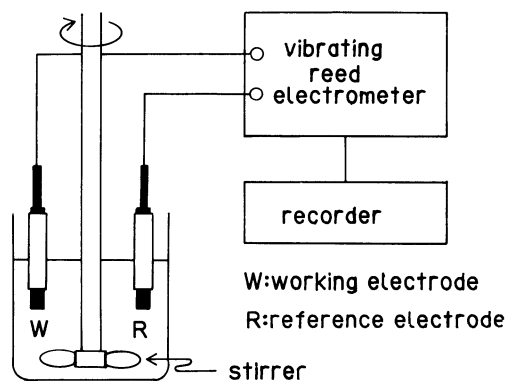 vibrating
reed
electrometer
recorder
W:working electrode
R:reference electrode
W
R
stirrer